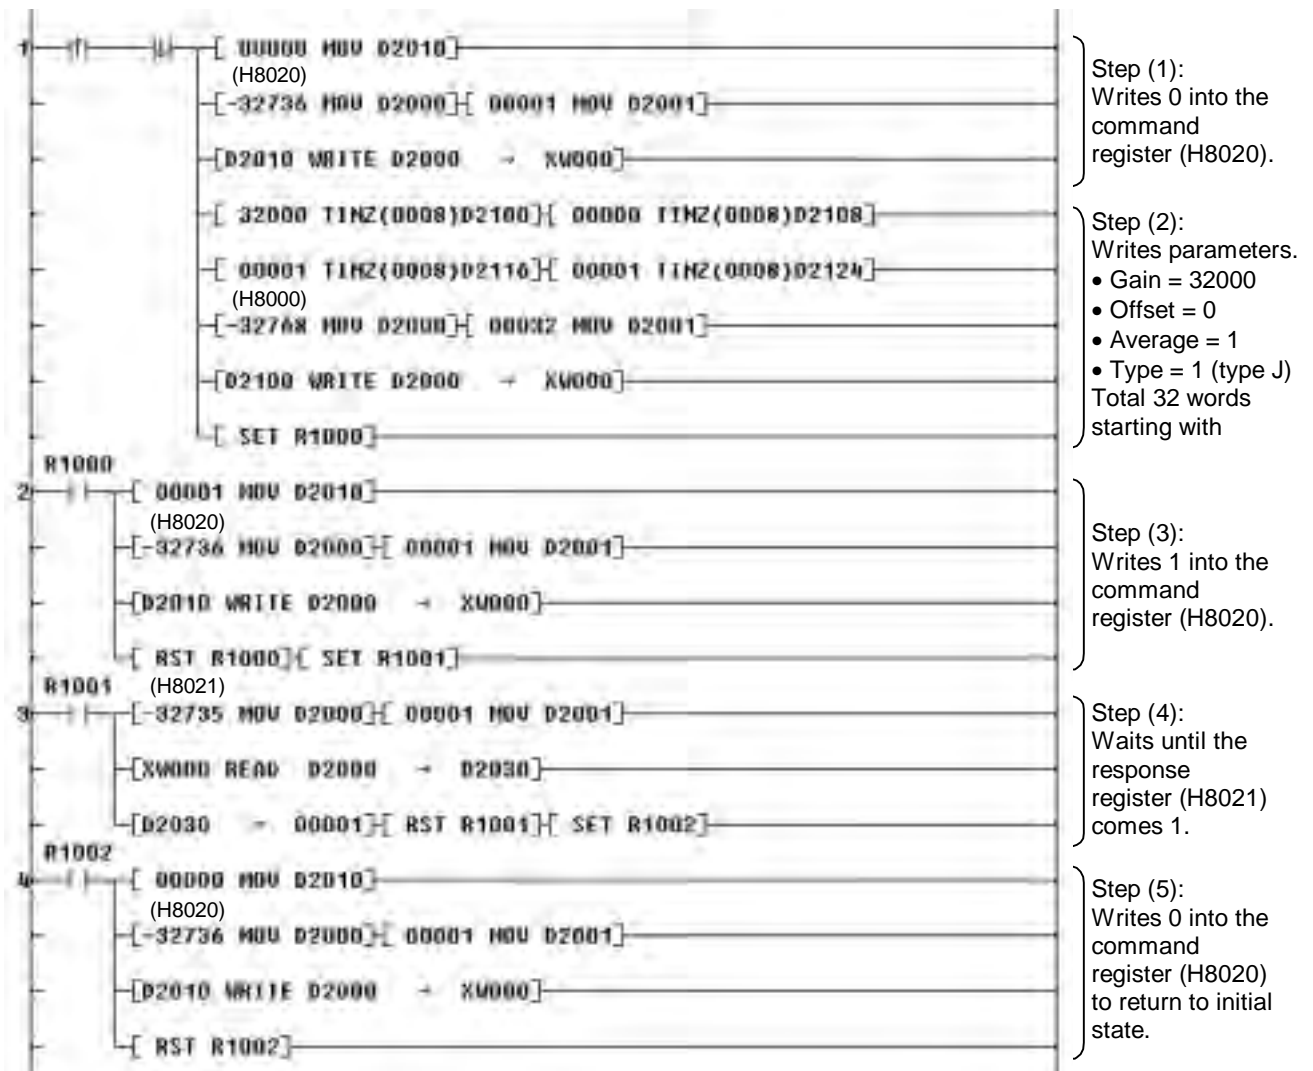 1 [ 00000 MOV D2010]
(H8020)
[-32736 MOV D2000][ 00001 MOV D2001]
[D2010 WRITE D2000 → XW000]
Step (1):
Writes 0 into the
command
register (H8020).
[ 32000 TINZ(0008)D2100][ 00000 TINZ(0008)D2108]
[ 00001 TINZ(0008)D2116][ 00001 TINZ(0008)D2124]
(H8000)
[-32768 MOV D2000][ 00032 MOV D2001]
[D2100 WRITE D2000 → XW000]
[ SET R1000]
Step (2):
Writes parameters.
• Gain = 32000
• Offset = 0
• Average = 1
• Type = 1 (type J)
Total 32 words
starting with
R1000
2 [ 00001 MOV D2010]
(H8020)
[-32736 MOV D2000][ 00001 MOV D2001]
[D2010 WRITE D2000 → XW000]
[ RST R1000][ SET R1001]
Step (3):
Writes 1 into the
command
register (H8020).
R1001
(H8021)
3 [-32735 MOV D2000][ 00001 MOV D2001]
[XW000 READ D2000 → D2030]
[D2030 = 00001][ RST R1001][ SET R1002]
Step (4):
Waits until the
response
register (H8021)
comes 1.
R1002
4 [ 00000 MOV D2010]
(H8020)
[-32736 MOV D2000][ 00001 MOV D2001]
[D2010 WRITE D2000 → XW000]
[ RST R1002]
Step (5):
Writes 0 into the
command
register (H8020)
to return to initial
state.